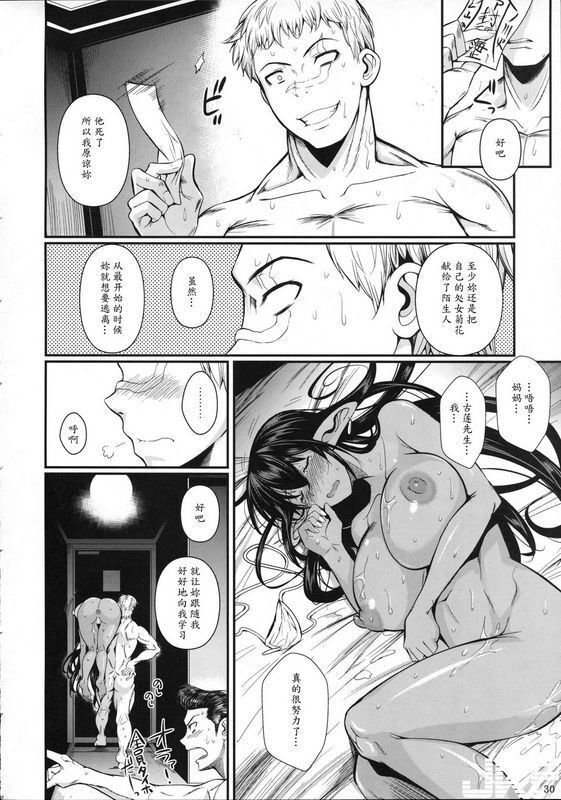 好吧
他死了
所以我原諒妳
至少妳还是把
自己的处女菊花
献给了陌生人
虽然…
从最开始的时候
妳就想要逃离
……
……
呼啊
…唔唔
妈妈…
…古莲先生
我…
真的很努力了…
好吧
就让妳跟随我
好好地向我学习
オラァ
30